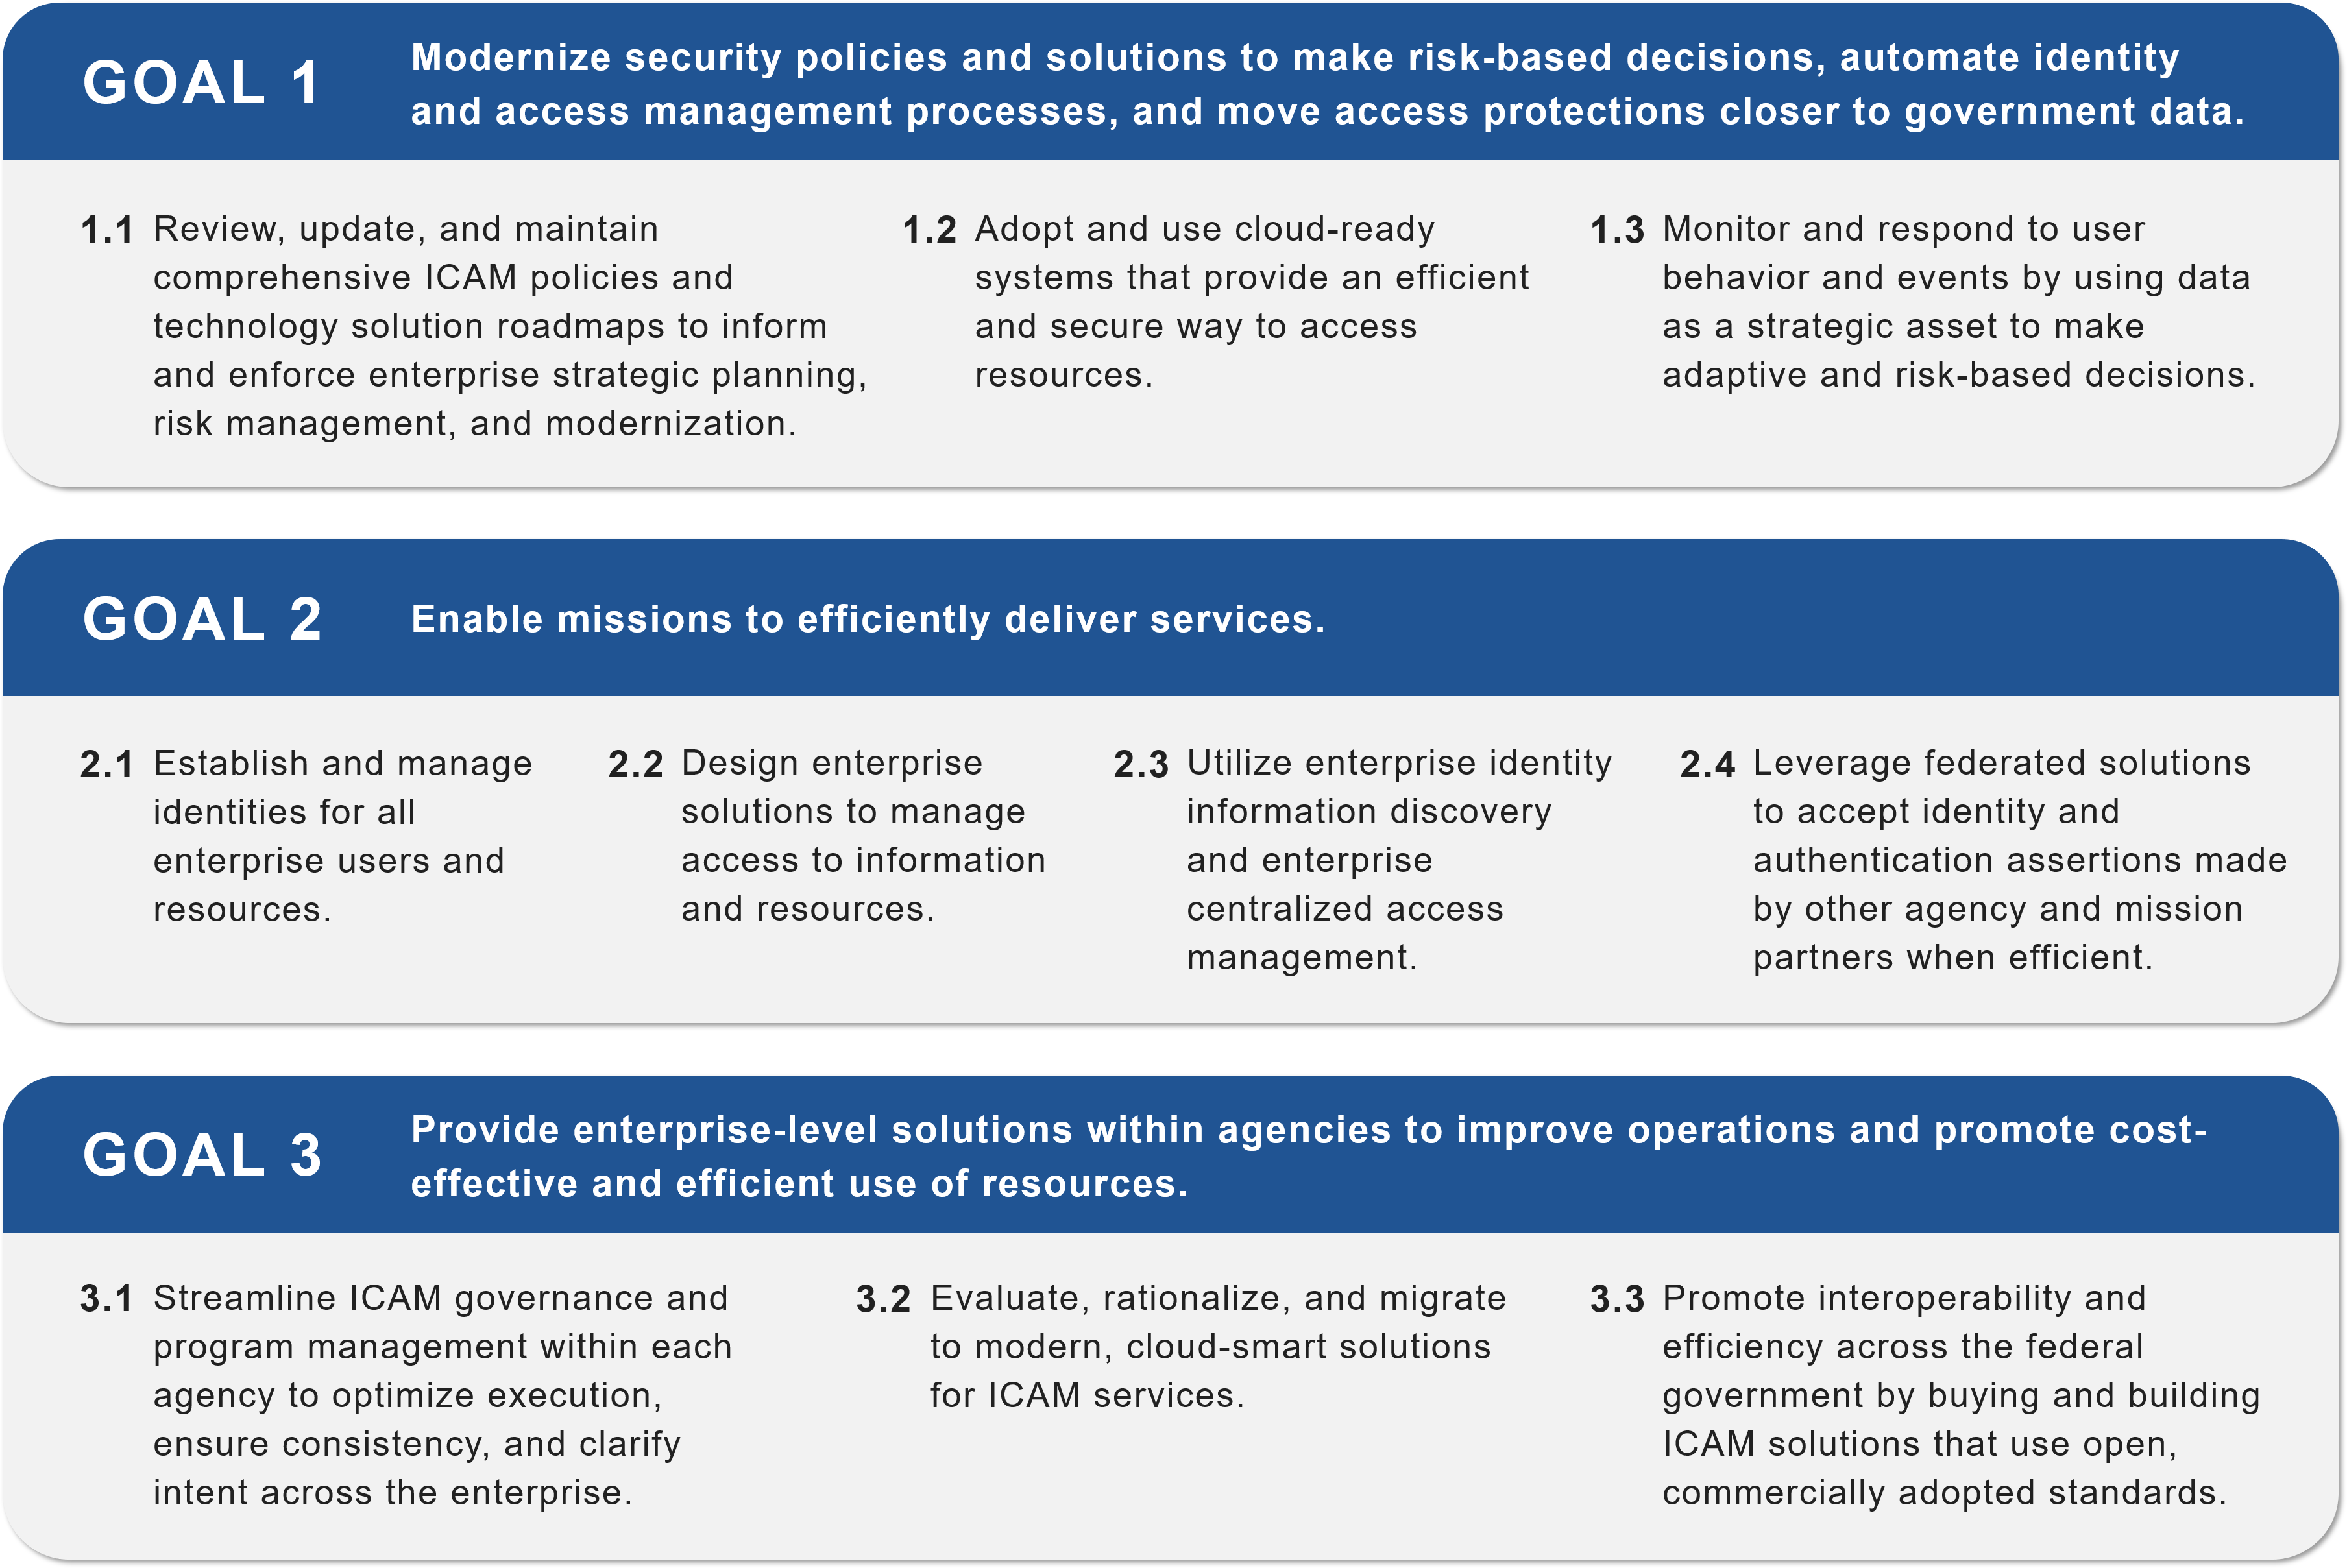 GOAL 1
Modernize security policies and solutions to make risk-based decisions, automate identity
and access management processes, and move access protections closer to government data.
1.1 Review, update, and maintain
comprehensive ICAM policies and
technology solution roadmaps to inform
and enforce enterprise strategic planning,
risk management, and modernization.
1.2 Adopt and use cloud-ready
systems that provide an efficient
and secure way to access
resources.
1.3 Monitor and respond to user
behavior and events by using data
as a strategic asset to make
adaptive and risk-based decisions.
GOAL 2
Enable missions to efficiently deliver services.
2.1 Establish and manage
identities for all
enterprise users and
resources.
2.2 Design enterprise
solutions to manage
access to information
and resources.
2.3 Utilize enterprise identity
information discovery
and enterprise
centralized access
management.
2.4 Leverage federated solutions
to accept identity and
authentication assertions made
by other agency and mission
partners when efficient.
GOAL 3
Provide enterprise-level solutions within agencies to improve operations and promote cost-
effective and efficient use of resources.
3.1 Streamline ICAM governance and
program management within each
agency to optimize execution,
ensure consistency, and clarify
intent across the enterprise.
3.2 Evaluate, rationalize, and migrate
to modern, cloud-smart solutions
for ICAM services.
3.3 Promote interoperability and
efficiency across the federal
government by buying and building
ICAM solutions that use open,
commercially adopted standards.